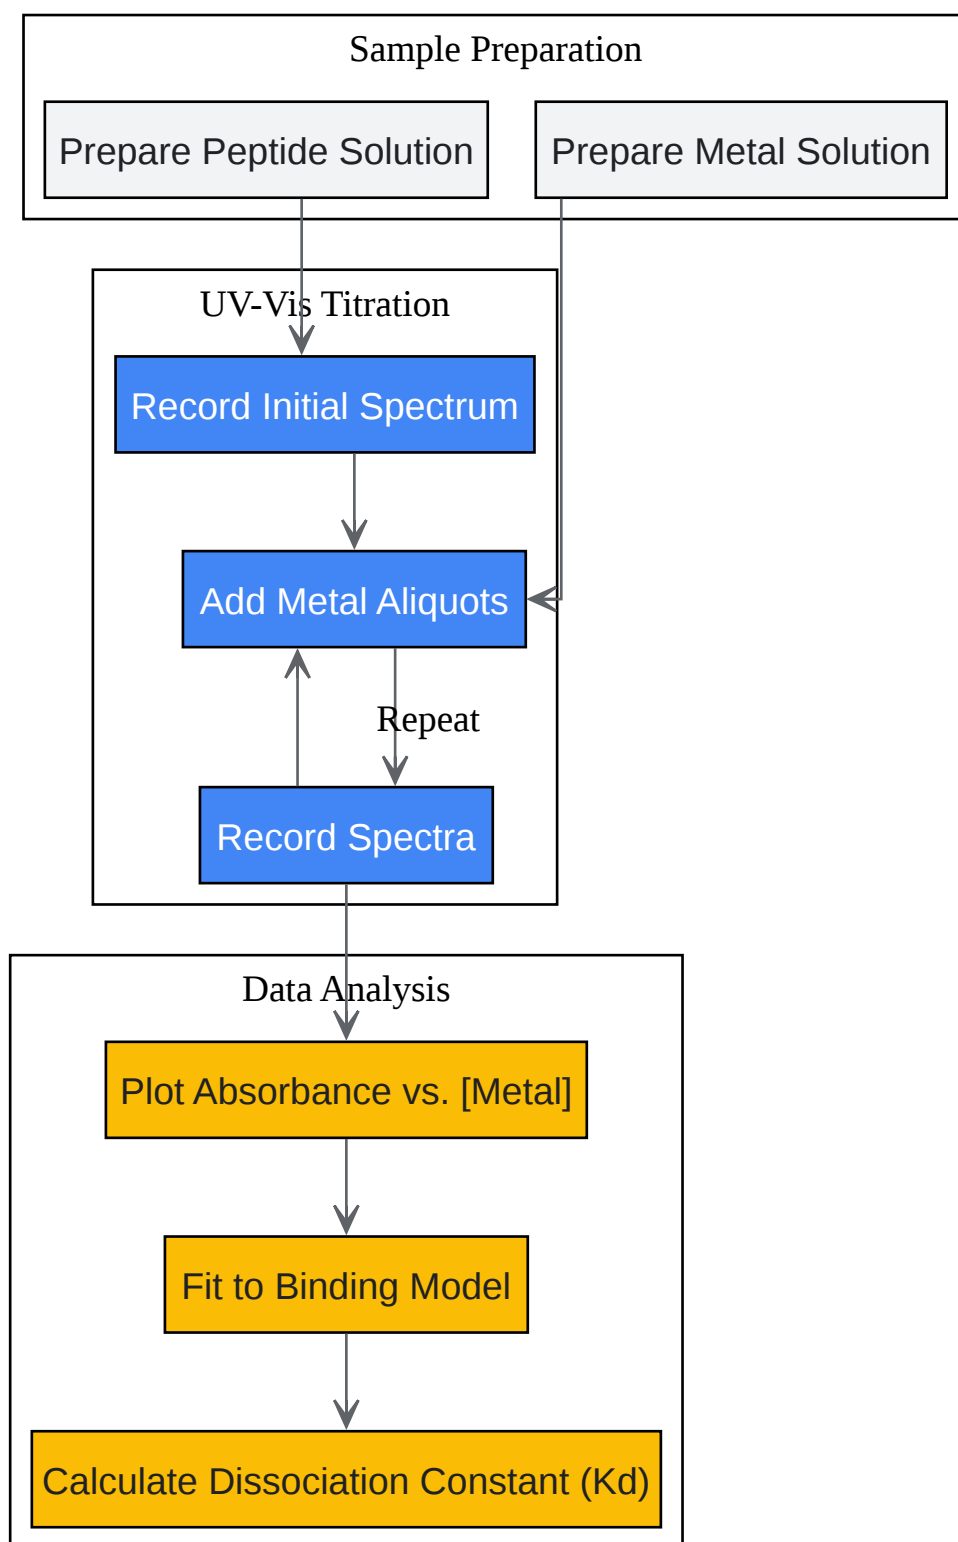 Sample Preparation
Prepare Peptide Solution
Prepare Metal Solution
UV-Vis Titration
Record Initial Spectrum
Add Metal Aliquots
Repeat
Record Spectra
Data Analysis
Plot Absorbance vs. [Metal]
Fit to Binding Model
Calculate Dissociation Constant (Kd)